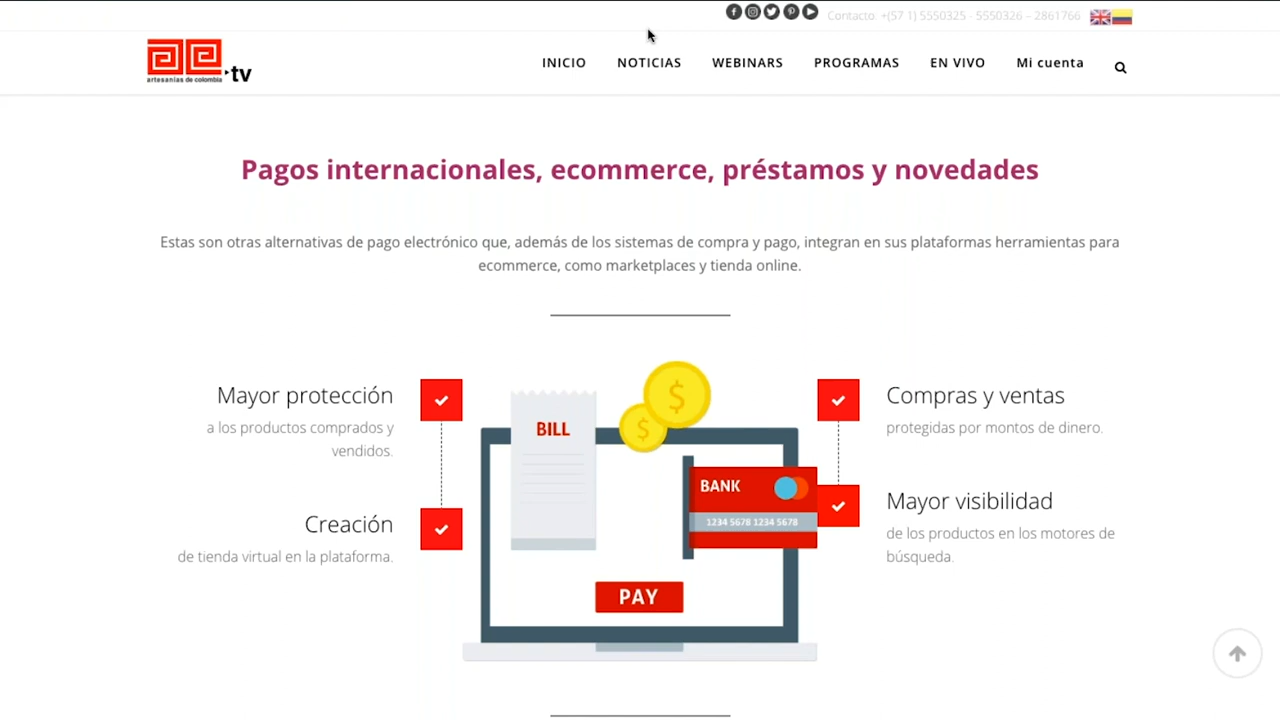 Contacto: +(57 1) 5550325 - 5550326 – 2861766
artesanías de colombia
tv
INICIO
NOTICIAS
WEBINARS
PROGRAMAS
EN VIVO
Mi cuenta
Pagos internacionales, ecommerce, préstamos y novedades
Estas son otras alternativas de pago electrónico que, además de los sistemas de compra y pago, integran en sus plataformas herramientas para
ecommerce, como marketplaces y tienda online.
Mayor protección
a los productos comprados y
vendidos.
Creación
de tienda virtual en la plataforma.
BILL
$
$
BANK
1234 5678 1234 5678
PAY
Compras y ventas
protegidas por montos de dinero.
Mayor visibilidad
de los productos en los motores de
búsqueda.